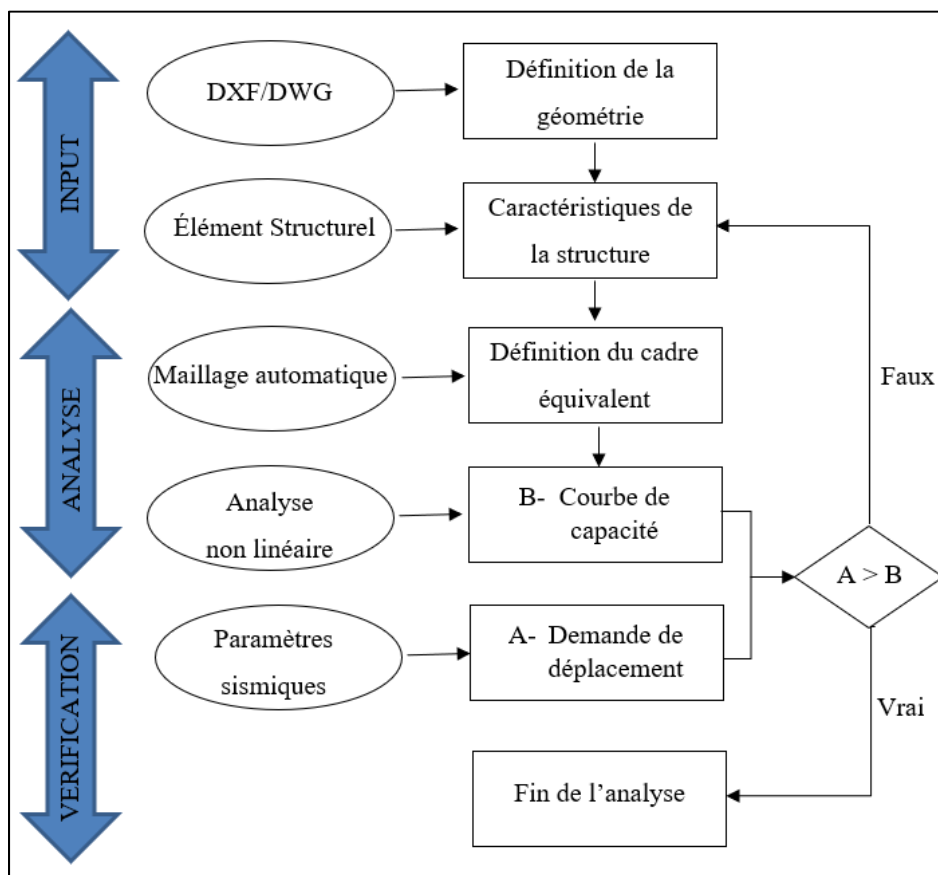 INPUT
DXF/DWG
Définition de la
géométrie
Élément Structurel
Caractéristiques de
la structure
ANALYSE
Maillage automatique
Définition du cadre
équivalent
Faux
Analyse
non linéaire
B- Courbe de
capacité
A > B
VERIFICATION
Paramètres
sismiques
A- Demande de
déplacement
Vrai
Fin de l’analyse